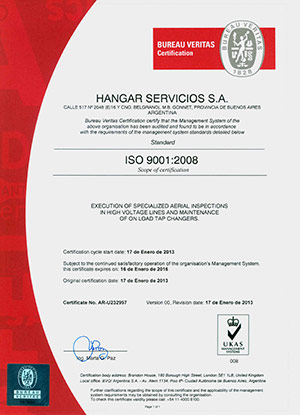 BUREAU VERITAS
Certification
BUREAU VERITAS
1828
HANGAR SERVICIOS S.A.
CALLE 517 Nº 2048 (E/16 Y CNO. BELGRANO), M.B. GONNET, PROVINCIA DE BUENOS AIRES
ARGENTINA
Bureau Veritas Certification certify that the Management System of the
above organisation has been audited and found to be in accordance
with the requirements of the management system standards detailed below
Standard
ISO 9001:2008
Scope of certification
EXECUTION OF SPECIALIZED AERIAL INSPECTIONS
IN HIGH VOLTAGE LINES AND MAINTENANCE
OF ON LOAD TAP CHANGERS.
Certification cycle start date: 17 de Enero de 2013
Subject to the continued satisfactory operation of the organisation's Management System,
this certificate expires on: 16 de Enero de 2016
Original certification date: 17 de Enero de 2013
Certificate No. AR-U232997 Version 00, Revision date: 17 de Enero de 2013
Ing. Marta G. Paz
UKAS
MANAGEMENT
SYSTEMS
008
BUREAU
VERITAS
Certification body address: Brandon House, 180 Borough High Street, London SE1 1LB, United Kingdom
Local office: BVQI Argentina S.A. - Av. Alem 1134, Piso 6º- Ciudad Autónoma de Buenos Aires, Argentina
Further clarifications regarding the scope of this certificate and the applicability of the management
system requirements may be obtained by consulting the organisation.
To check this certificate validity please call: 54 11 4000 8100.
Page 1 of 1